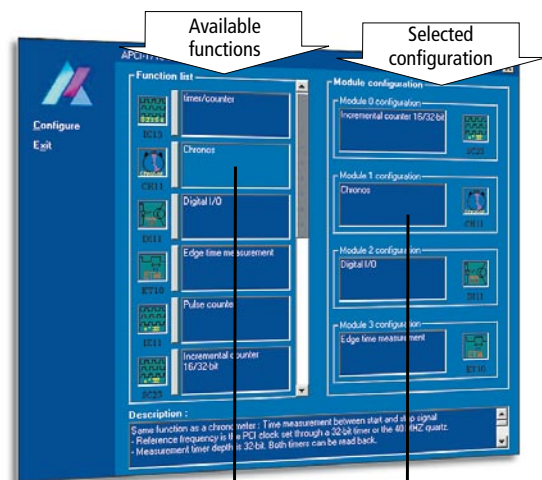 Available
functions
Selected
configuration
Function list
timer/counter
Chronos
CH11
Digital I/O
DI11
Edge time measurement
ET10
Pulse counter
Incremental counter
16/32-bit
IC23
Configure
Exit
Module configuration
Module 0 configuration
Incremental counter 16/32-bit
IC23
Module 1 configuration
Chronos
CH11
Module 2 configuration
Digital I/O
DI11
Module 3 configuration
Edge time measurement
ET10
Description :
Same function as a chronometer : Time measurement between start and stop signal
- Reference frequency is the PCI clock set through a 32-bit timer or the 40 MHZ quartz.
- Measurement timer depth is 32-bit. Both timers can be read back.